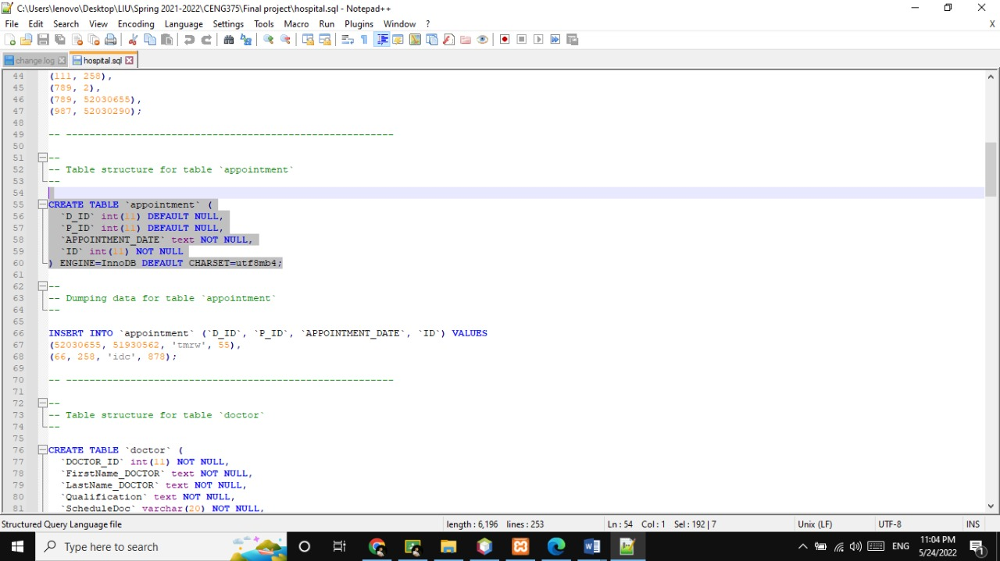 C:\Users\lenovo\Desktop\LIU\Spring 2021-2022\CENG375\Final project\hospital.sql - Notepad++
File Edit Search View Encoding Language Settings Tools Macro Run Plugins Window ? X
change.log hospital.sql
44 (111, 258),
45 (789, 2),
46 (789, 52030655),
47 (987, 52030290);
48
49 -- --------------------------------------------------------
50
51 --
52 -- Table structure for table `appointment`
53 --
54
55 CREATE TABLE `appointment` (
56 `D_ID` int(11) DEFAULT NULL,
57 `P_ID` int(11) DEFAULT NULL,
58 `APPOINTMENT_DATE` text NOT NULL,
59 `ID` int(11) NOT NULL
60 ) ENGINE=InnoDB DEFAULT CHARSET=utf8mb4;
61
62 --
63 -- Dumping data for table `appointment`
64 --
65
66 INSERT INTO `appointment` (`D_ID`, `P_ID`, `APPOINTMENT_DATE`, `ID`) VALUES
67 (52030655, 51930562, 'tmrw', 55),
68 (66, 258, 'idc', 878);
69
70 -- --------------------------------------------------------
71
72 --
73 -- Table structure for table `doctor`
74 --
75
76 CREATE TABLE `doctor` (
77 `DOCTOR_ID` int(11) NOT NULL,
78 `FirstName_DOCTOR` text NOT NULL,
79 `LastName_DOCTOR` text NOT NULL,
80 `Qualification` text NOT NULL,
81 `ScheduleDoc` varchar(20) NOT NULL,
Structured Query Language file length : 6,196 lines : 253 Ln : 54 Col : 1 Sel : 192 | 7 Unix (LF) UTF-8 INS
Type here to search ENG 11:04 PM
5/24/2022 1